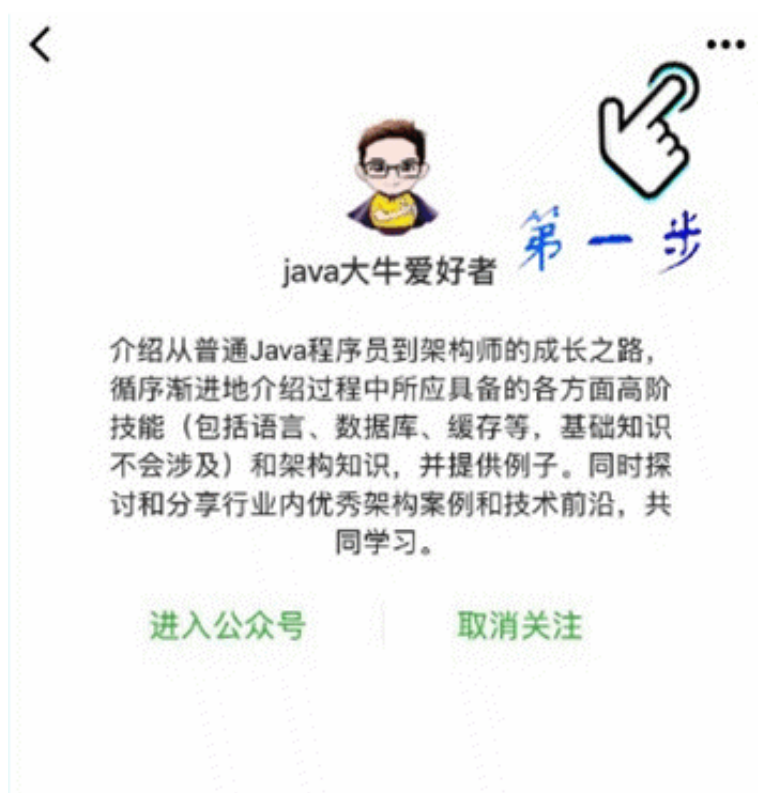 第一步
java大牛爱好者
介绍从普通Java程序员到架构师的成长之路，
循序渐进地介绍过程中所应具备的各方面高阶
技能（包括语言、数据库、缓存等，基础知识
不会涉及）和架构知识，并提供例子。同时探
讨和分享行业内优秀架构案例和技术前沿，共
同学习。
进入公众号
取消关注